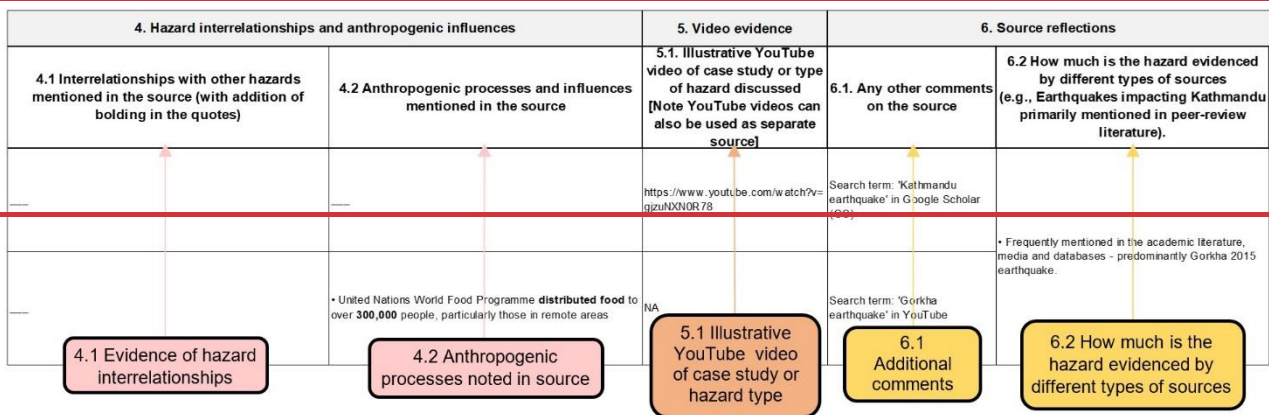 4. Hazard interrelationships and anthropogenic influences
5. Video evidence
6. Source reflections
4.1 Interrelationships with other hazards
mentioned in the source (with addition of
bolding in the quotes)
4.2 Anthropogenic processes and influences
mentioned in the source
5.1. Illustrative YouTube
video of case study or type
of hazard discussed
[Note YouTube videos can
also be used as separate
source]
6.1. Any other comments
on the source
6.2 How much is the hazard evidenced
by different types of sources
(e.g., Earthquakes impacting Kathmandu
primarily mentioned in peer-review
literature).
https://www.youtube.com/watch?v=
gjzuNXN0R78
Search term: 'Kathmandu
earthquake' in Google Scholar
(GS)
• Frequently mentioned in the academic literature,
media and databases - predominantly Gorkha 2015
earthquake.
• United Nations World Food Programme distributed food to
over 300,000 people, particularly those in remote areas
NA
Search term: 'Gorkha
earthquake' in YouTube
4.1 Evidence of hazard
interrelationships
4.2 Anthropogenic
processes noted in source
5.1 Illustrative
YouTube video
of case study or
hazard type
6.1
Additional
comments
6.2 How much is the
hazard evidenced by
different types of sources